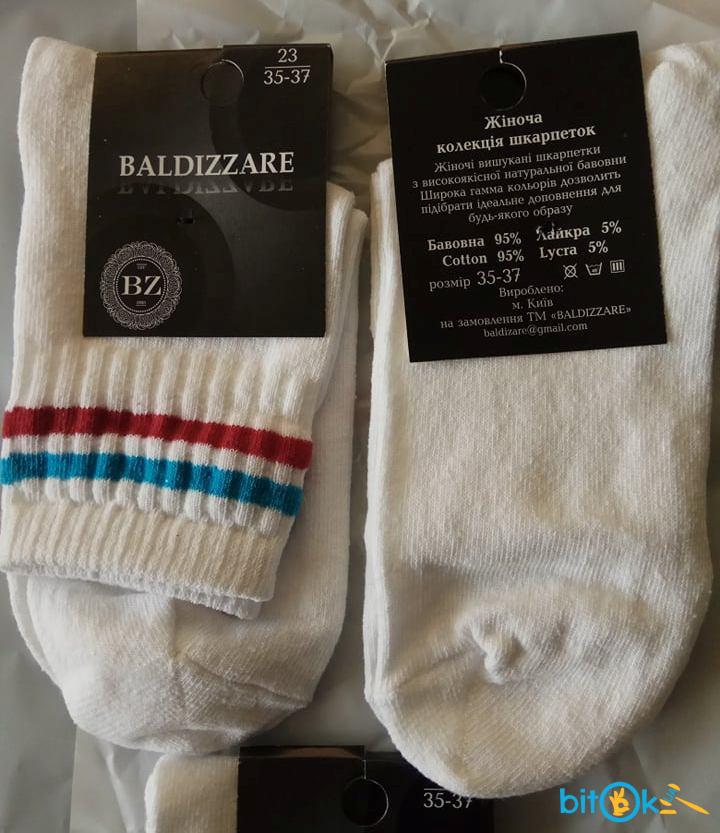 23
35-37
BALDIZZARE
BZ
Жіноча
колекція шкарпеток
Жіночі вишукані шкарпетки
з високоякісної натуральної бавовни
Широка гамма кольорів дозволить
підібрати ідеальне доповнення для
будь-якого образу
Бавовна 95% Лайкра 5%
Cotton 95% Lycra 5%
розмір 35-37
Вироблено:
м. Київ
на замовлення ТМ «BALDIZZARE»
baldizare@gmail.com
35-37
bitOk